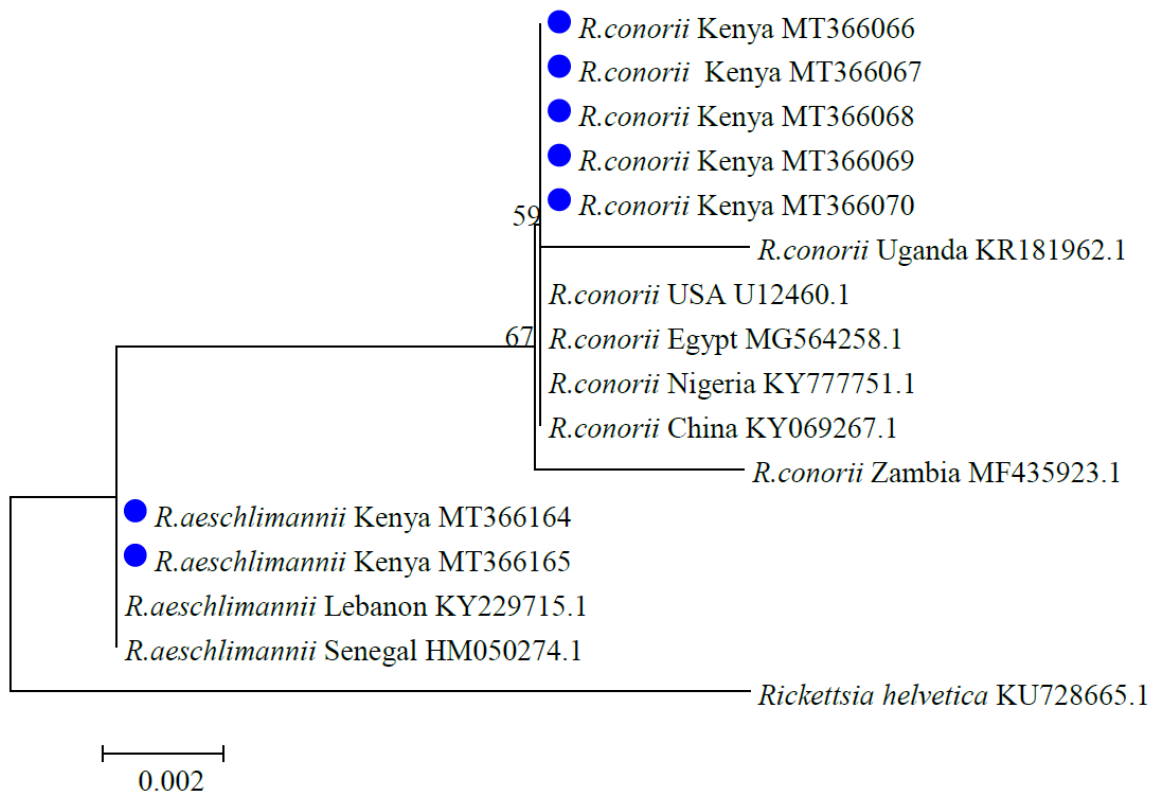 R.conorii Kenya MT366066
R.conorii Kenya MT366067
R.conorii Kenya MT366068
R.conorii Kenya MT366069
R.conorii Kenya MT366070
59
R.conorii Uganda KR181962.1
R.conorii USA U12460.1
67
R.conorii Egypt MG564258.1
R.conorii Nigeria KY777751.1
R.conorii China KY069267.1
R.conorii Zambia MF435923.1
R.aeschlimannii Kenya MT366164
R.aeschlimannii Kenya MT366165
R.aeschlimannii Lebanon KY229715.1
R.aeschlimannii Senegal HM050274.1
Rickettsia helvetica KU728665.1
0.002